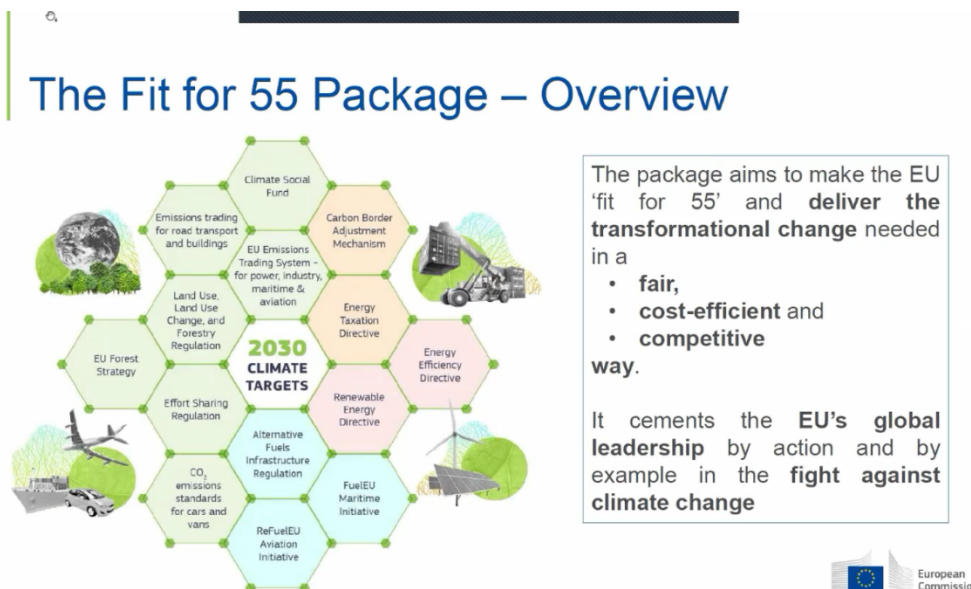 The Fit for 55 Package – Overview
Climate Social
Fund
Emissions trading
for road transport
and buildings
Carbon Border
Adjustment
Mechanism
EU Emissions
Trading System –
for power, industry,
maritime &
aviation
Land Use,
Land Use
Change, and
Forestry
Regulation
Energy
Taxation
Directive
EU Forest
Strategy
2030
CLIMATE
TARGETS
Energy
Efficiency
Directive
Effort Sharing
Regulation
Renewable
Energy
Directive
Alternative
Fuels
Infrastructure
Regulation
CO₂
emissions
standards
for cars and
vans
FuelEU
Maritime
Initiative
ReFuelEU
Aviation
Initiative
The package aims to make the EU
‘fit for 55’ and deliver the
transformational change needed
in a
• fair,
• cost-efficient and
• competitive
way.
It cements the EU’s global
leadership by action and by
example in the fight against
climate change
European
Commissio